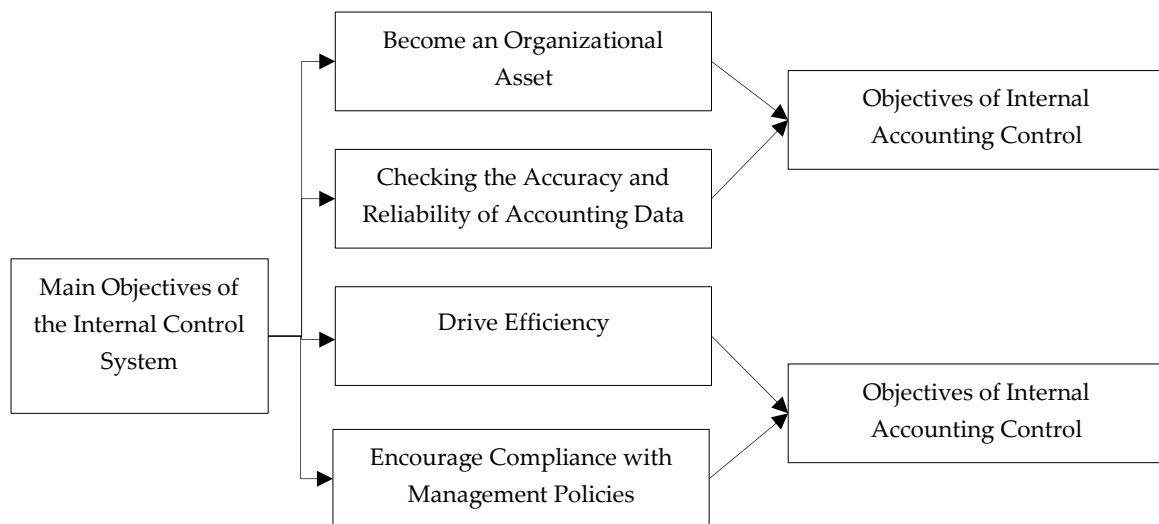 Become an Organizational
Asset
Objectives of Internal
Accounting Control
Checking the Accuracy and
Reliability of Accounting Data
Main Objectives of
the Internal Control
System
Drive Efficiency
Objectives of Internal
Accounting Control
Encourage Compliance with
Management Policies